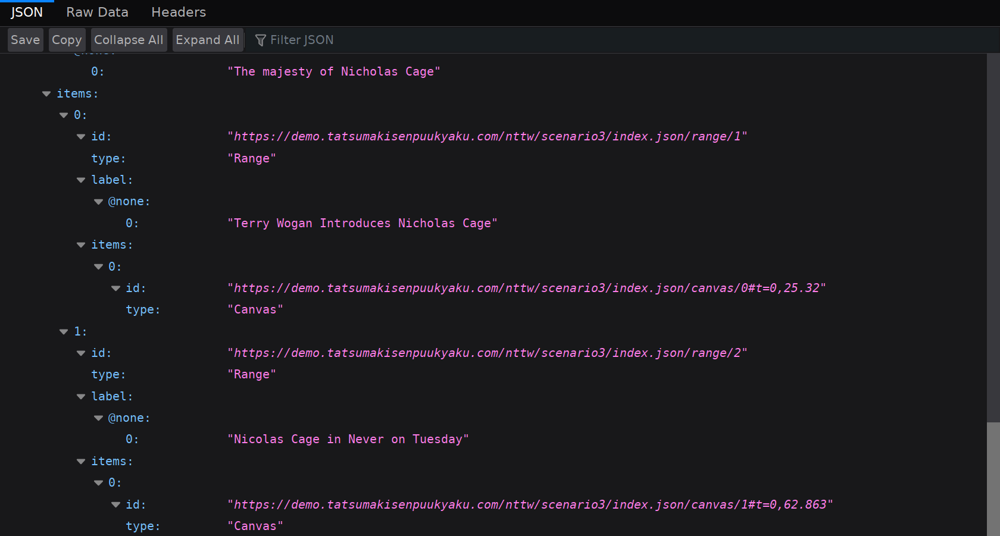 JSON Raw Data Headers
Save Copy Collapse All Expand All Filter JSON
@none:
0: "The majesty of Nicholas Cage"
items:
0:
id: "https://demo.tatsumakisenpuukyaku.com/nttw/scenario3/index.json/range/1"
type: "Range"
label:
@none:
0: "Terry Wogan Introduces Nicholas Cage"
items:
0:
id: "https://demo.tatsumakisenpuukyaku.com/nttw/scenario3/index.json/canvas/0#t=0,25.32"
type: "Canvas"
1:
id: "https://demo.tatsumakisenpuukyaku.com/nttw/scenario3/index.json/range/2"
type: "Range"
label:
@none:
0: "Nicolas Cage in Never on Tuesday"
items:
0:
id: "https://demo.tatsumakisenpuukyaku.com/nttw/scenario3/index.json/canvas/1#t=0,62.863"
type: "Canvas"